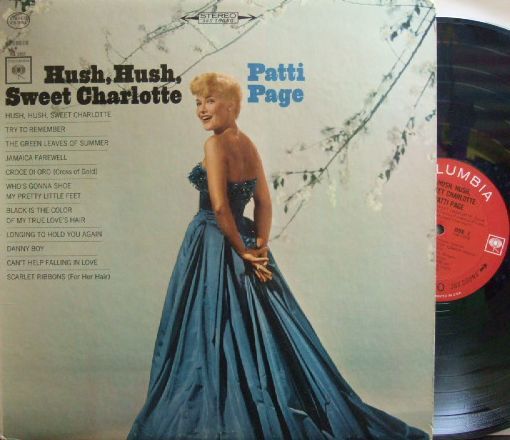 STEREO
Hush, Hush,
Sweet Charlotte
Patti
Page
HUSH, HUSH, SWEET CHARLOTTE
TRY TO REMEMBER
THE GREEN LEAVES OF SUMMER
JAMAICA FAREWELL
CROCE DI ORO (Cross of Gold)
WHO'S GONNA SHOE
MY PRETTY LITTLE FEET
BLACK IS THE COLOR
OF MY TRUE LOVE'S HAIR
LONGING TO HOLD YOU AGAIN
DANNY BOY
CAN'T HELP FALLING IN LOVE
SCARLET RIBBONS (For Her Hair)
LUMBIA
HUSH, HUSH,
CHARLOTTE
PATTI PAGE